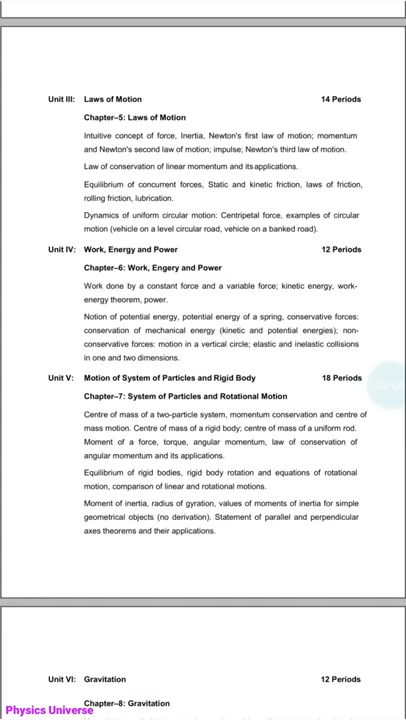 Unit III: Laws of Motion 14 Periods
Chapter–5: Laws of Motion
Intuitive concept of force, Inertia, Newton's first law of motion; momentum
and Newton's second law of motion; impulse; Newton's third law of motion.
Law of conservation of linear momentum and its applications.
Equilibrium of concurrent forces, Static and kinetic friction, laws of friction,
rolling friction, lubrication.
Dynamics of uniform circular motion: Centripetal force, examples of circular
motion (vehicle on a level circular road, vehicle on a banked road).
Unit IV: Work, Energy and Power 12 Periods
Chapter–6: Work, Engery and Power
Work done by a constant force and a variable force; kinetic energy, work-
energy theorem, power.
Notion of potential energy, potential energy of a spring, conservative forces:
conservation of mechanical energy (kinetic and potential energies); non-
conservative forces: motion in a vertical circle; elastic and inelastic collisions
in one and two dimensions.
Unit V: Motion of System of Particles and Rigid Body 18 Periods
Chapter–7: System of Particles and Rotational Motion
Centre of mass of a two-particle system, momentum conservation and centre of
mass motion. Centre of mass of a rigid body; centre of mass of a uniform rod.
Moment of a force, torque, angular momentum, law of conservation of
angular momentum and its applications.
Equilibrium of rigid bodies, rigid body rotation and equations of rotational
motion, comparison of linear and rotational motions.
Moment of inertia, radius of gyration, values of moments of inertia for simple
geometrical objects (no derivation). Statement of parallel and perpendicular
axes theorems and their applications.
Unit VI: Gravitation 12 Periods
Chapter–8: Gravitation
Physics Universe